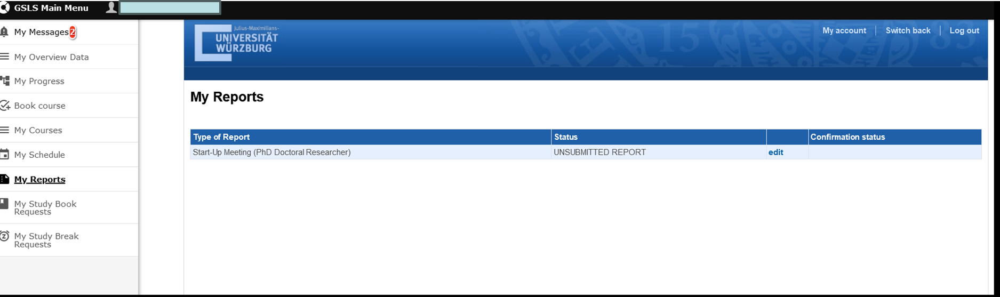 GSLS Main Menu
My Messages 2
My Overview Data
My Progress
Book course
My Courses
My Schedule
My Reports
My Study Book
Requests
My Study Break
Requests
Julius-Maximilians-
UNIVERSITÄT
WÜRZBURG
My account Switch back Log out
My Reports
Type of Report Status Confirmation status
Start-Up Meeting (PhD Doctoral Researcher) UNSUBMITTED REPORT edit